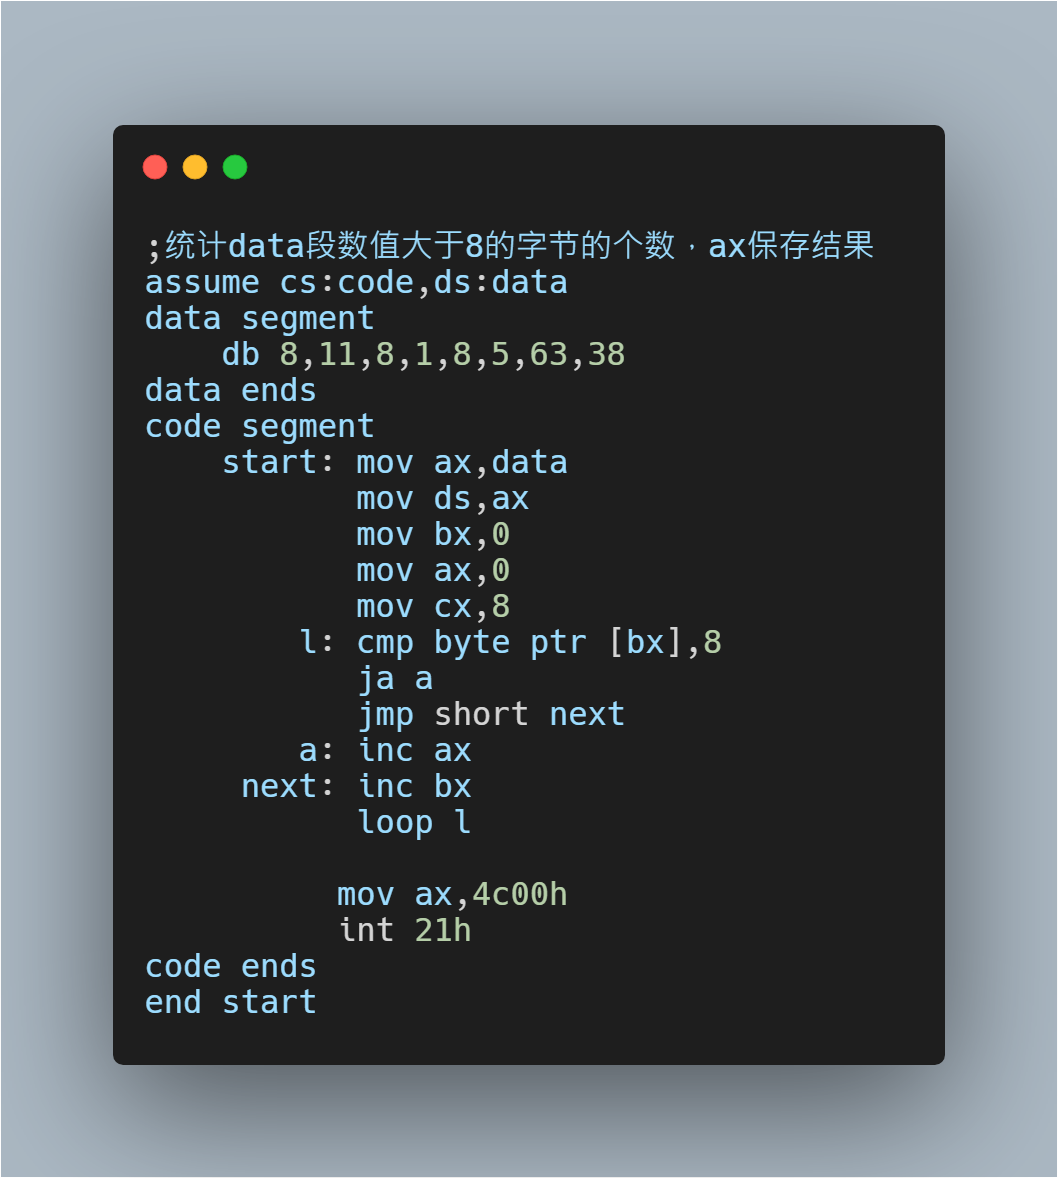 ;统计data段数值大于8的字节的个数，ax保存结果
assume cs:code,ds:data
data segment
    db 8,11,8,1,8,5,63,38
data ends
code segment
    start: mov ax,data
           mov ds,ax
           mov bx,0
           mov ax,0
           mov cx,8
        l: cmp byte ptr [bx],8
           ja a
           jmp short next
        a: inc ax
     next: inc bx
           loop l

          mov ax,4c00h
          int 21h
code ends
end start